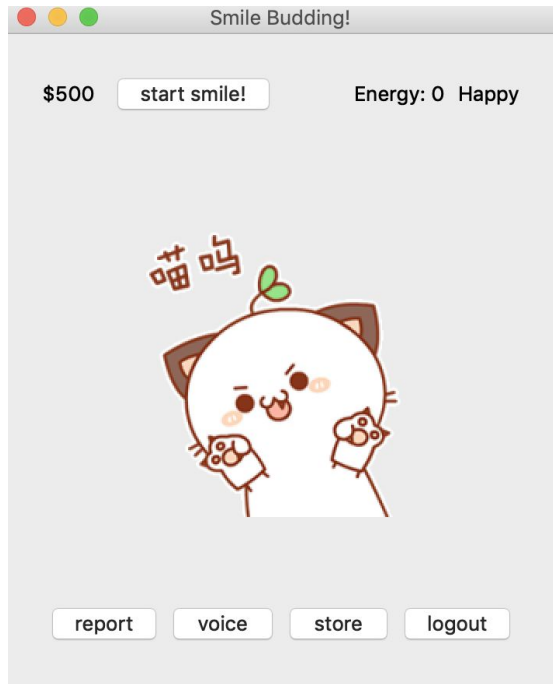 Smile Budding!
$500 start smile! Energy: 0 Happy
喵呜
report voice store logout